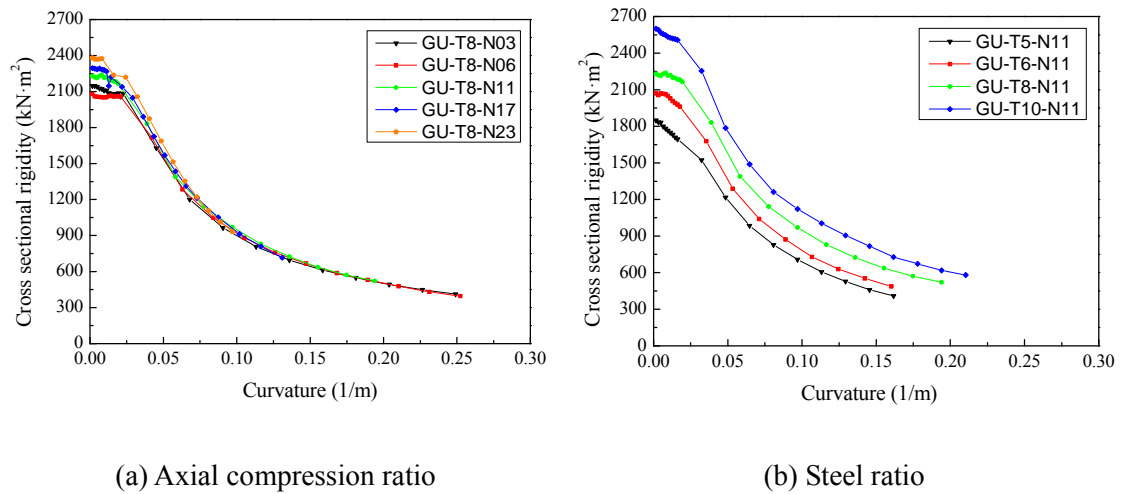 2700
2400
2100
1800
1500
1200
900
600
300
0
Cross sectional rigidity (kN·m²)
GU-T8-N03
GU-T8-N06
GU-T8-N11
GU-T8-N17
GU-T8-N23
0.00 0.05 0.10 0.15 0.20 0.25 0.30
Curvature (1/m)
(a) Axial compression ratio
2700
2400
2100
1800
1500
1200
900
600
300
0
Cross sectional rigidity (kN·m²)
GU-T5-N11
GU-T6-N11
GU-T8-N11
GU-T10-N11
0.00 0.05 0.10 0.15 0.20 0.25 0.30
Curvature (1/m)
(b) Steel ratio